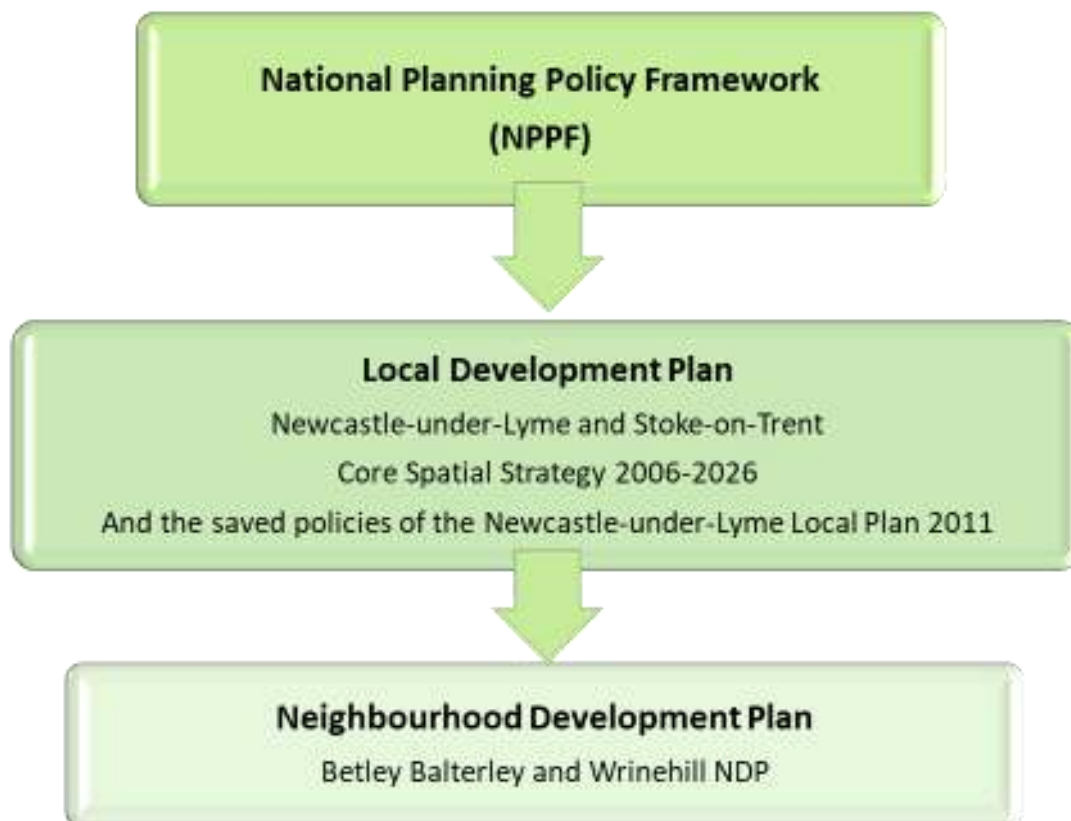 National Planning Policy Framework
(NPPF)
Local Development Plan
Newcastle-under-Lyme and Stoke-on-Trent
Core Spatial Strategy 2006-2026
And the saved policies of the Newcastle-under-Lyme Local Plan 2011
Neighbourhood Development Plan
Betley Balterley and Wrinehill NDP